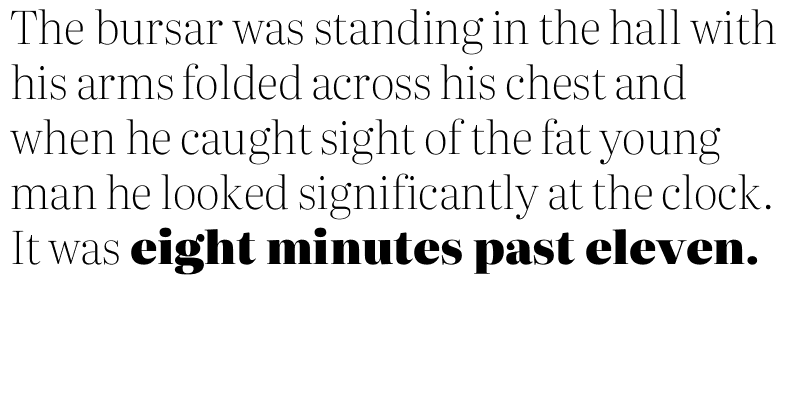 The bursar was standing in the hall with
his arms folded across his chest and
when he caught sight of the fat young
man he looked significantly at the clock.
It was eight minutes past eleven.